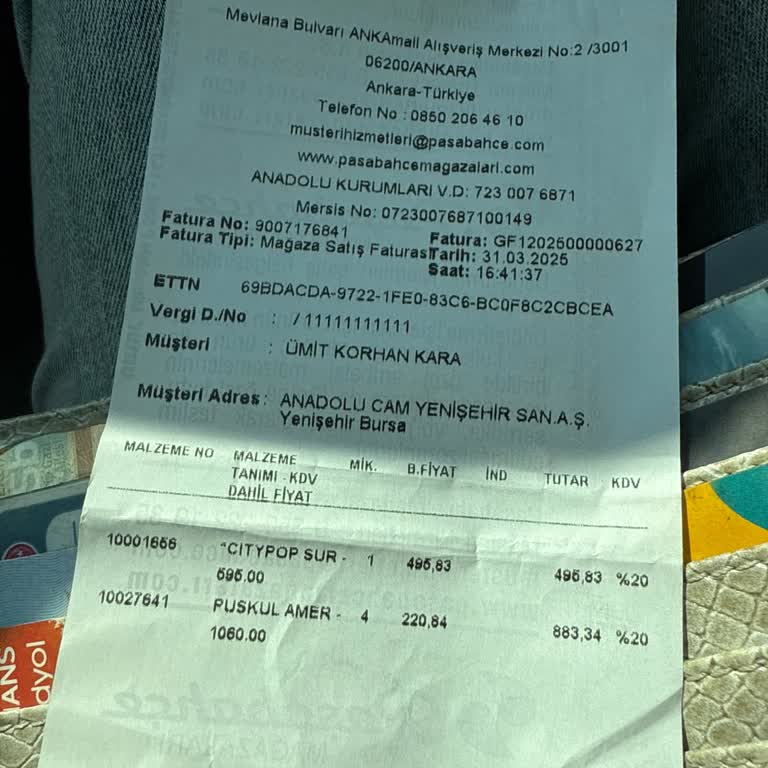 Mevlana Bulvarı ANKAmall Alışveriş Merkezi No:2 /3001
06200/ANKARA
Ankara-Türkiye
Telefon No : 0850 206 46 10
musterihizmetleri@pasabahce.com
www.pasabahcemagazalari.com
ANADOLU KURUMLARI V.D: 723 007 6871
Mersis No: 0723007687100149
Fatura No: 9007176841 Fatura: GF1202500000627
Fatura Tipi: Mağaza Satış Faturası Tarih: 31.03.2025
Saat: 16:41:37
ETTN 69BDACDA-9722-1FE0-83C6-BC0F8C2CBCEA
Vergi D./No : / 11111111111
Müşteri : ÜMİT KORHAN KARA
Müşteri Adres: ANADOLU CAM YENİŞEHİR SAN.A.Ş.
Yenişehir Bursa
MALZEME NO MALZEME MİK. B.FİYAT İND TUTAR KDV
TANIMI - KDV
DAHİL FİYAT
10001656 *CITYPOP SUR - 1 495,83 495,83 %20
595.00
10027641 PUSKUL AMER - 4 220,84 883,34 %20
1060.00
ANS
dyol